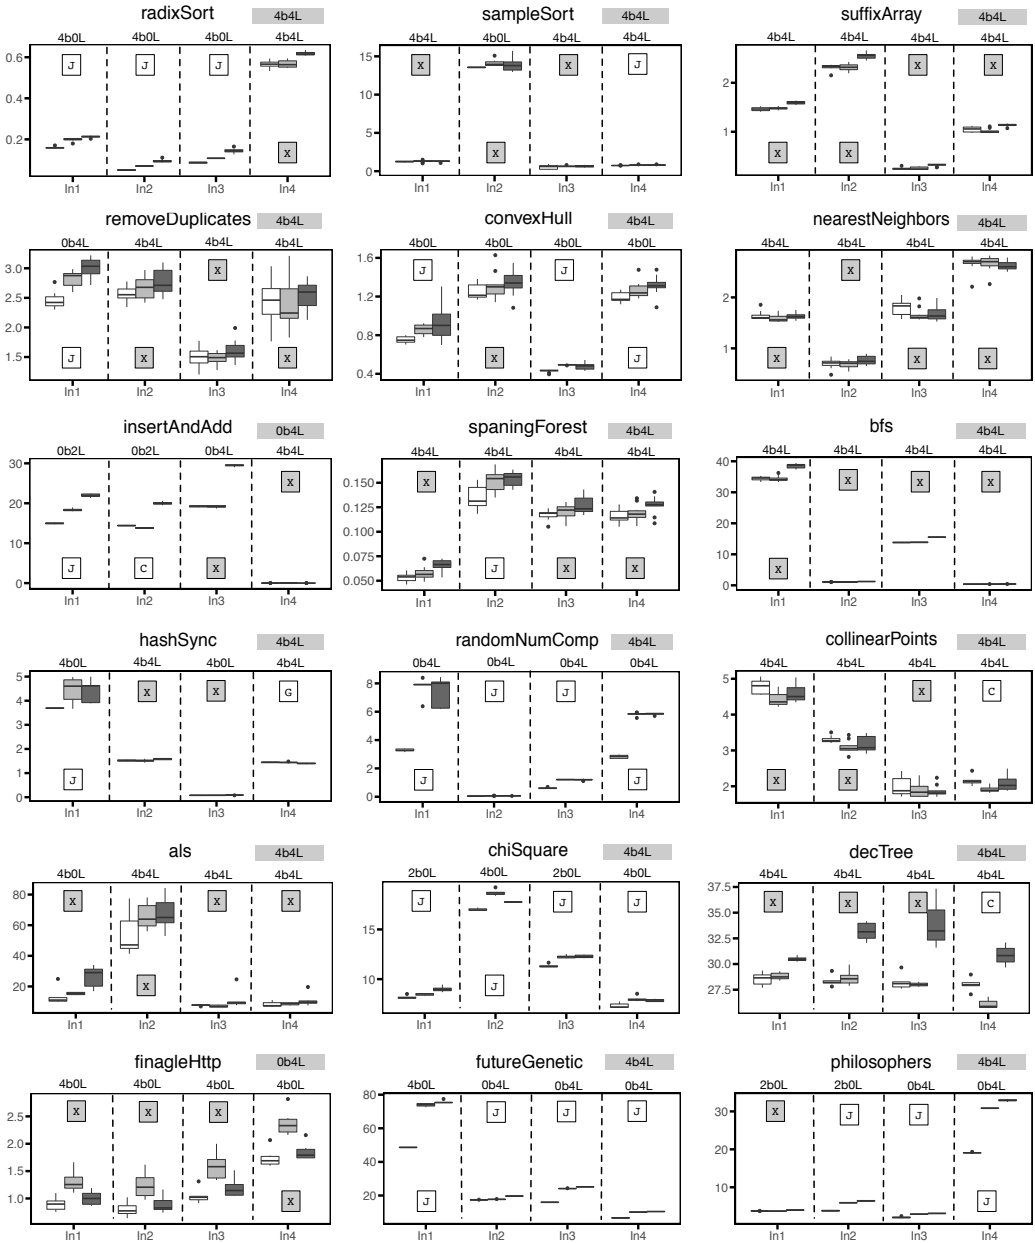 radixSort 4b4L
4b0L 4b0L 4b0L 4b4L
0.6
0.4
0.2
J J J X
In1 In2 In3 In4
sampleSort 4b4L
4b4L 4b0L 4b4L 4b4L
15
10
5
0
X X X J
In1 In2 In3 In4
suffixArray 4b4L
4b4L 4b4L 4b4L 4b4L
2
1
X X X X
In1 In2 In3 In4
removeDuplicates 4b4L
0b4L 4b4L 4b4L 4b4L
3.0
2.5
2.0
1.5
J X X X
In1 In2 In3 In4
convexHull 4b4L
4b0L 4b0L 4b0L 4b0L
1.6
1.2
0.8
0.4
J X J J
In1 In2 In3 In4
nearestNeighbors 4b4L
4b4L 4b4L 4b4L 4b4L
2
1
X X X X
In1 In2 In3 In4
insertAndAdd 0b4L
0b2L 0b2L 0b4L 4b4L
30
20
10
0
J C X X
In1 In2 In3 In4
spaningForest 4b4L
4b4L 4b4L 4b4L 4b4L
0.150
0.125
0.100
0.075
0.050
X J X X
In1 In2 In3 In4
bfs 4b4L
4b4L 4b4L 4b4L 4b4L
40
30
20
10
0
X X X X
In1 In2 In3 In4
hashSync 4b4L
4b0L 4b4L 4b0L 4b4L
5
4
3
2
1
0
J X X G
In1 In2 In3 In4
randomNumComp 4b4L
0b4L 0b4L 0b4L 0b4L
8
6
4
2
0
J J J J
In1 In2 In3 In4
collinearPoints 4b4L
4b4L 4b4L 4b4L 4b4L
5
4
3
2
X X X C
In1 In2 In3 In4
als 4b4L
4b0L 4b4L 4b4L 4b4L
80
60
40
20
X X X X
In1 In2 In3 In4
chiSquare 4b4L
2b0L 4b0L 2b0L 4b0L
15
10
J J J J
In1 In2 In3 In4
decTree 4b4L
4b4L 4b4L 4b4L 4b4L
37.5
35.0
32.5
30.0
27.5
X X X C
In1 In2 In3 In4
finagleHttp 0b4L
4b0L 4b0L 4b0L 4b0L
2.5
2.0
1.5
1.0
X X X X
In1 In2 In3 In4
futureGenetic 4b4L
4b0L 0b4L 0b4L 0b4L
80
60
40
20
J J J J
In1 In2 In3 In4
philosophers 4b4L
2b0L 2b0L 0b4L 0b4L
30
20
10
X J J J
In1 In2 In3 In4